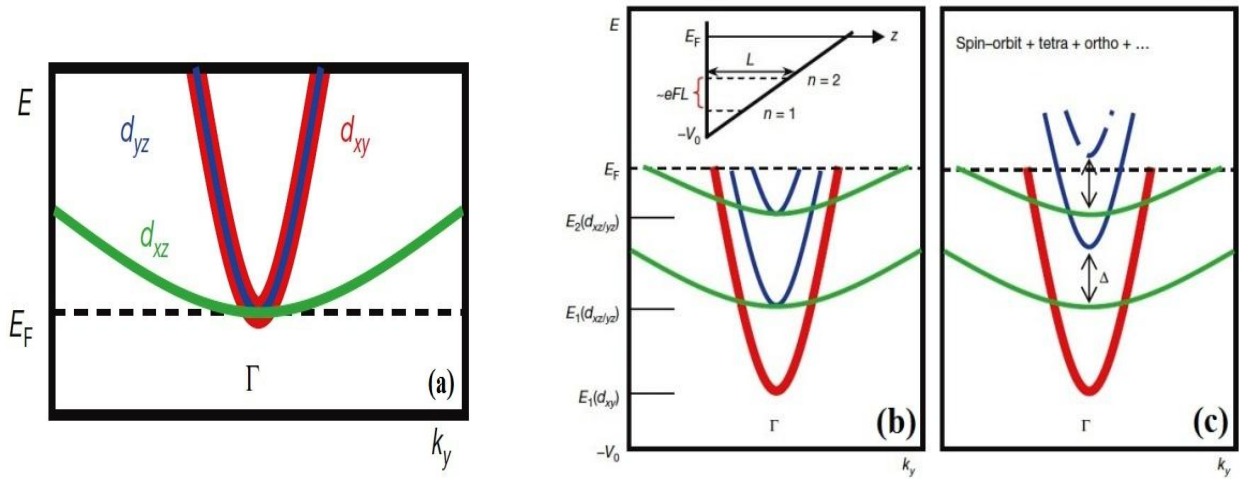 E
d_yz
d_xy
d_xz
E_F
Γ
(a)
k_y
E
E_F
z
L
n = 2
~eFL
n = 1
−V_0
E_F
E_2(d_xz/yz)
E_1(d_xz/yz)
E_1(d_xy)
Γ
(b)
−V_0
k_y
Spin–orbit + tetra + ortho + ...
Δ
Γ
(c)
k_y